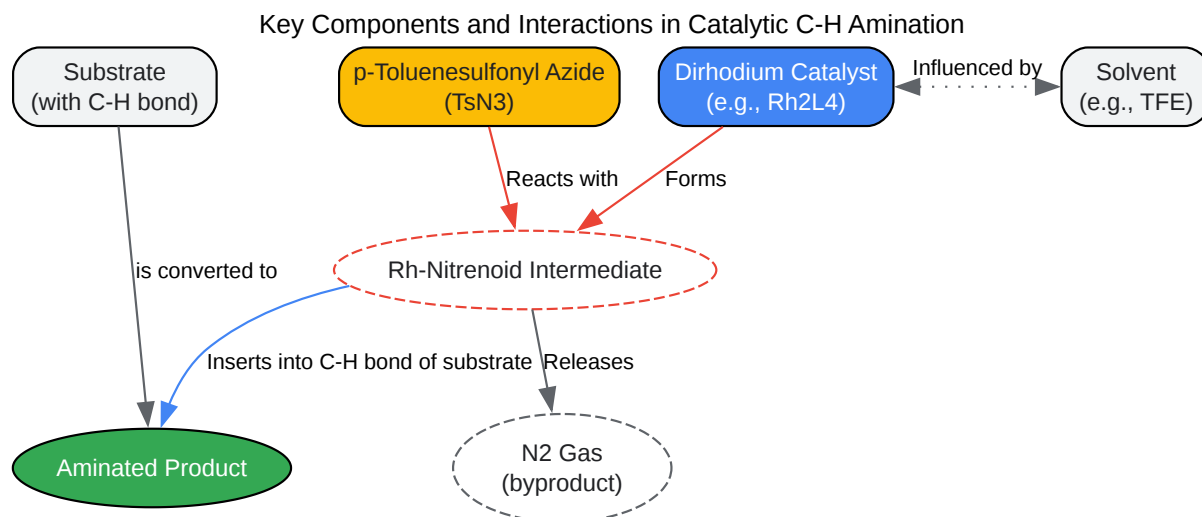 Key Components and Interactions in Catalytic C-H Amination
Substrate
(with C-H bond)
p-Toluenesulfonyl Azide
(TsN3)
Dirhodium Catalyst
(e.g., Rh2L4)
Influenced by
Solvent
(e.g., TFE)
Reacts with
Forms
is converted to
Rh-Nitrenoid Intermediate
Inserts into C-H bond of substrate
Releases
Aminated Product
N2 Gas
(byproduct)